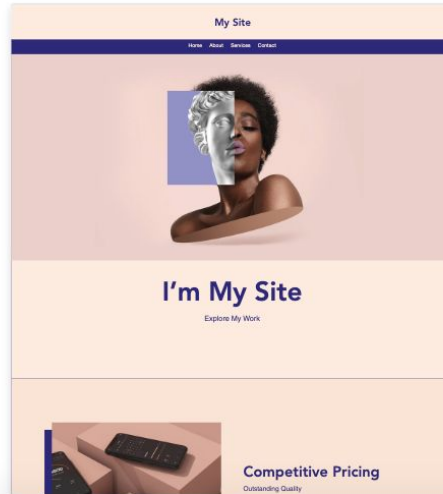 My Site
Home About Services Contact
I'm My Site
Explore My Work
Competitive Pricing
Outstanding Quality